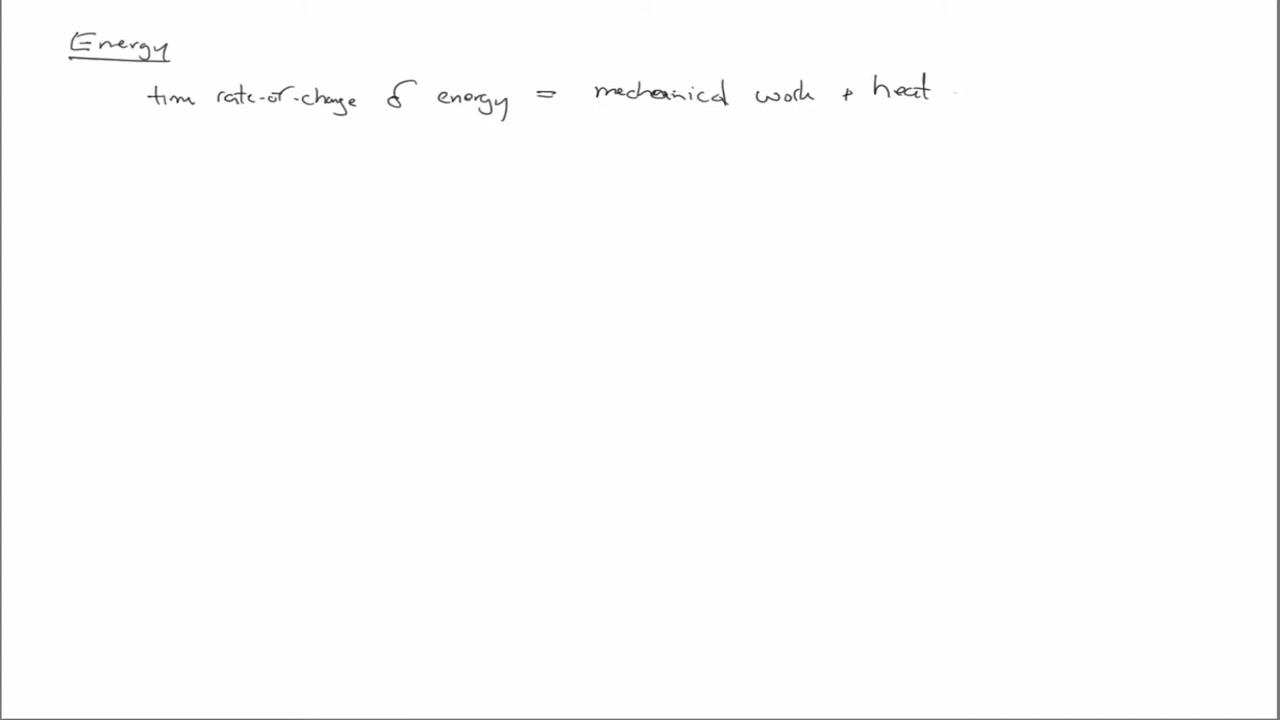 Energy
time rate-of-change of energy = mechanical work + heat